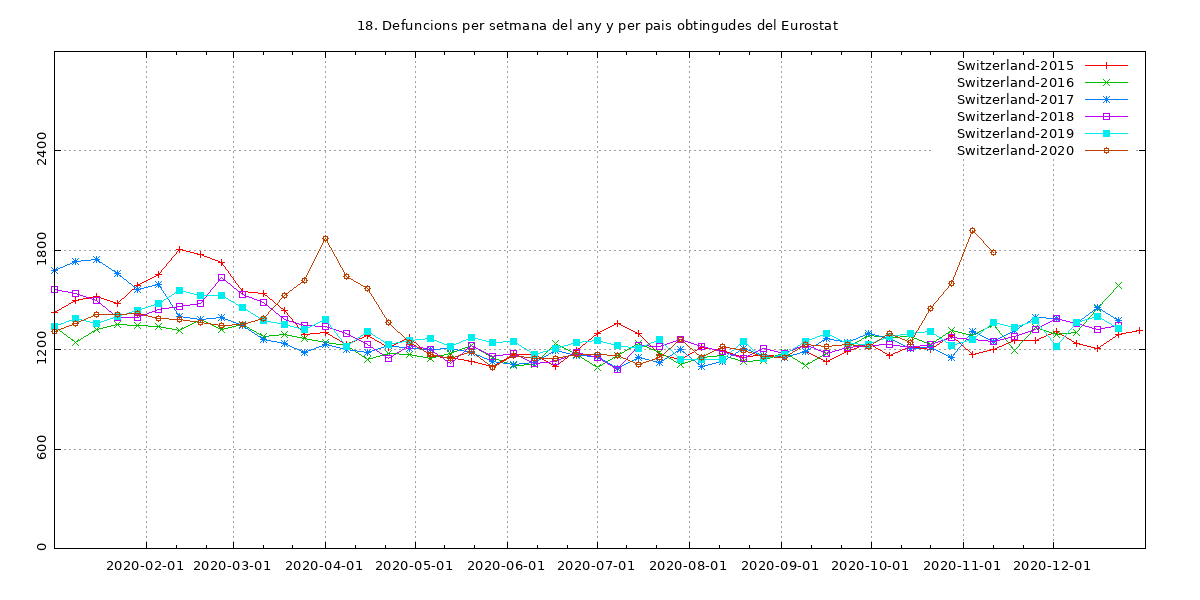 18. Defuncions per setmana del any y per pais obtingudes del Eurostat
Switzerland-2015
Switzerland-2016
Switzerland-2017
Switzerland-2018
Switzerland-2019
Switzerland-2020
2400
1800
1200
600
0
2020-02-01 2020-03-01 2020-04-01 2020-05-01 2020-06-01 2020-07-01 2020-08-01 2020-09-01 2020-10-01 2020-11-01 2020-12-01